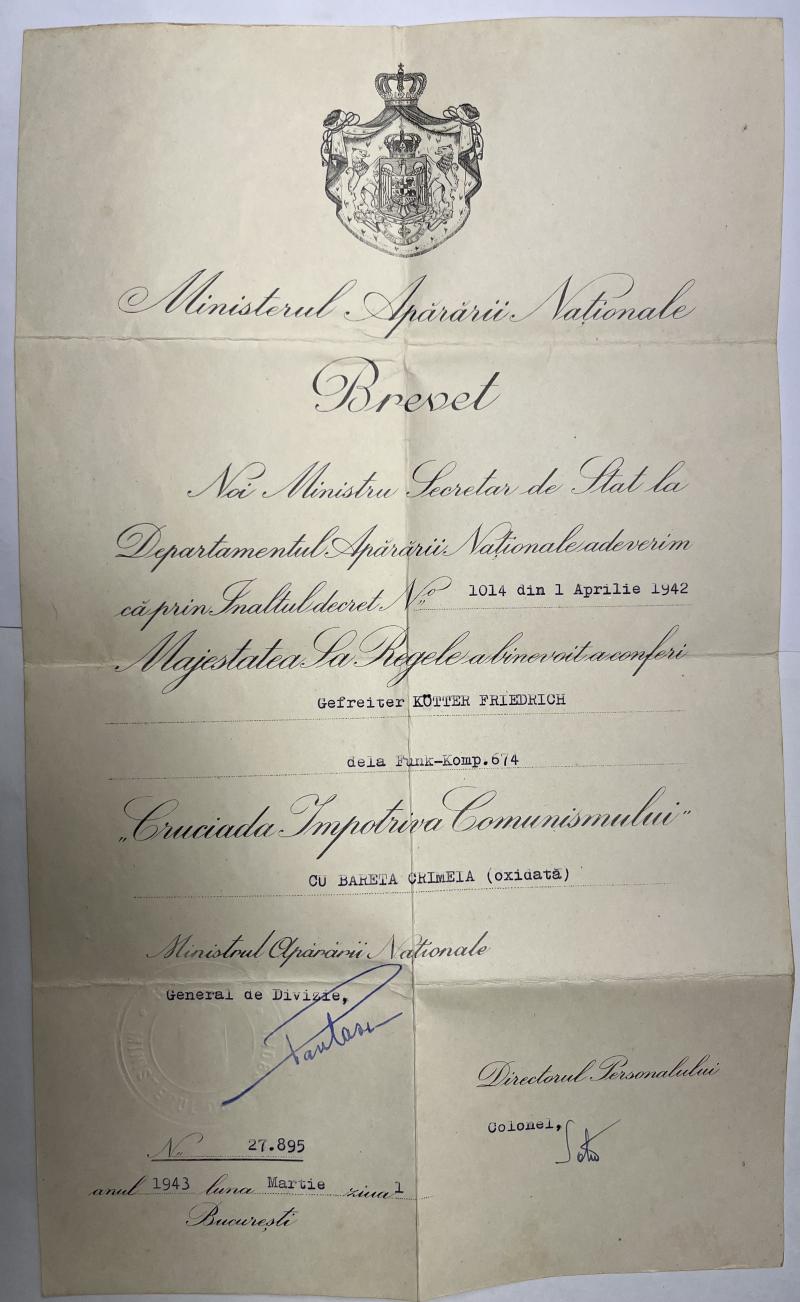 Ministerul Apărării Naționale
Brevet
Noi Ministru Secretar de Stat la
Departamentul Apărării Naționale adeverim
că prin Inaltul decret No 1014 din 1 Aprilie 1942
Majestatea Sa Regele a binevoit a conferi
Gefreiter KÖTTER FRIEDRICH
dela Funk-Komp.674
„Cruciada Impotriva Comunismului"
CU BARETA CRIMEIA (oxidată)
Ministrul Apărării Naționale
General de Divizie,
Directorul Personalului
Colonel,
No 27.895
anul 1943 luna Martie ziua 1
București